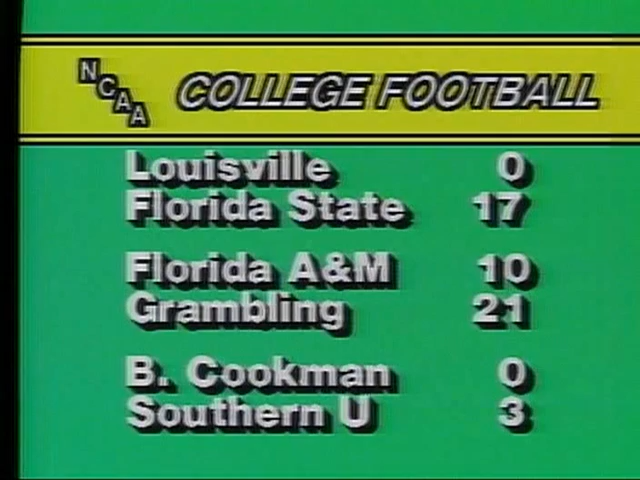 NCAA COLLEGE FOOTBALL
Louisville 0
Florida State 17
Florida A&M 10
Grambling 21
B. Cookman 0
Southern U 3